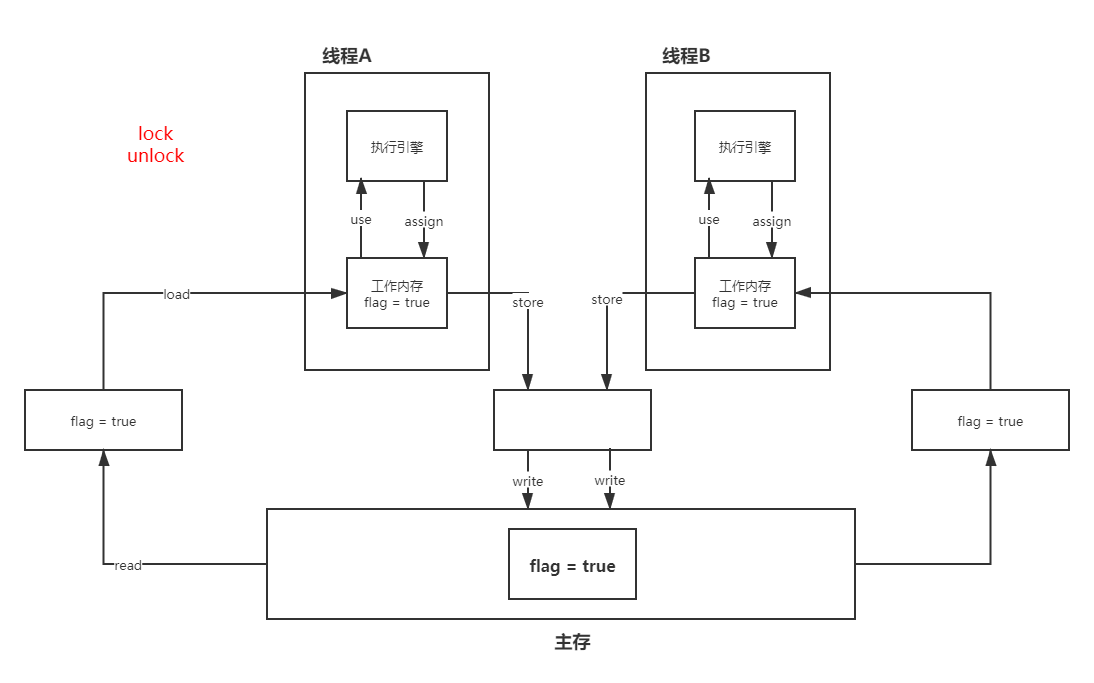 线程A
线程B
lock
unlock
执行引擎
执行引擎
use
assign
use
assign
工作内存
flag = true
工作内存
flag = true
load
store
store
flag = true
flag = true
write
write
read
flag = true
主存